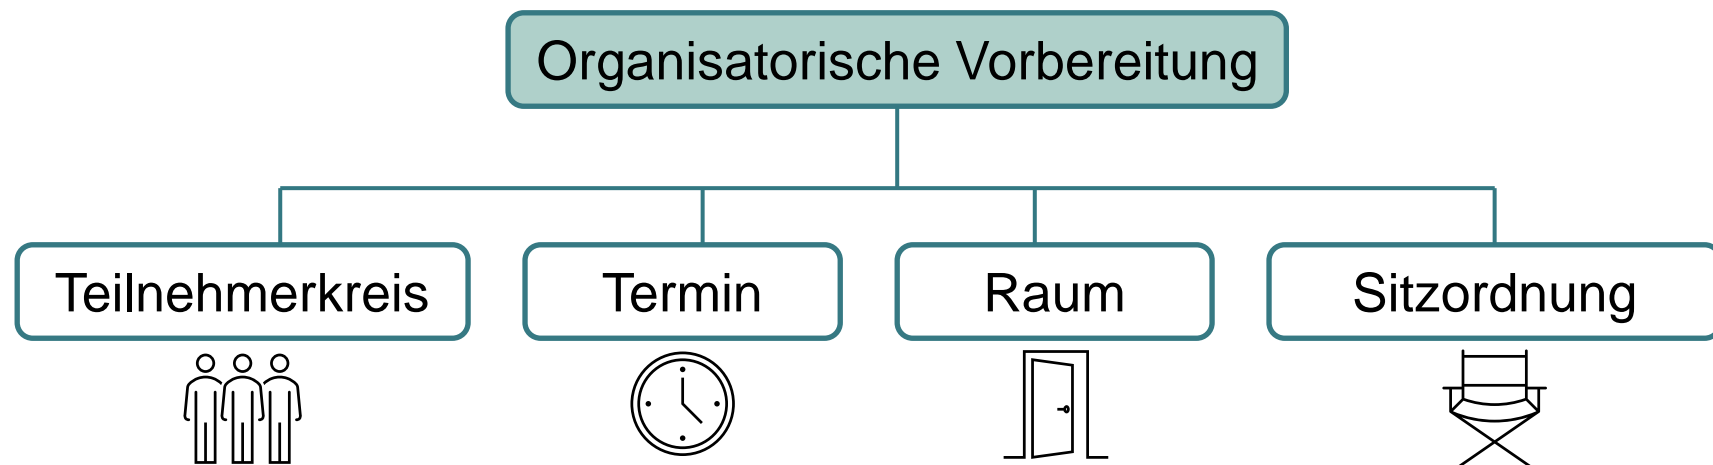 Organisatorische Vorbereitung
Teilnehmerkreis
Termin
Raum
Sitzordnung